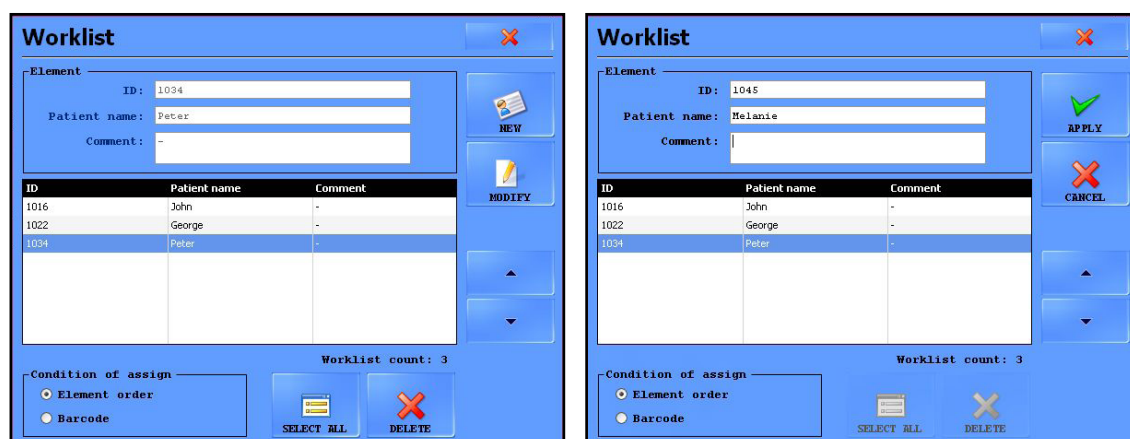 Worklist
Element
ID: 1034
Patient name: Peter
Comment: -
NEW
MODIFY
ID Patient name Comment
1016 John -
1022 George -
1034 Peter -
Worklist count: 3
Condition of assign
Element order
Barcode
SELECT ALL
DELETE
Worklist
Element
ID: 1045
Patient name: Melanie
Comment:
APPLY
CANCEL
ID Patient name Comment
1016 John -
1022 George -
1034 Peter -
Worklist count: 3
Condition of assign
Element order
Barcode
SELECT ALL
DELETE